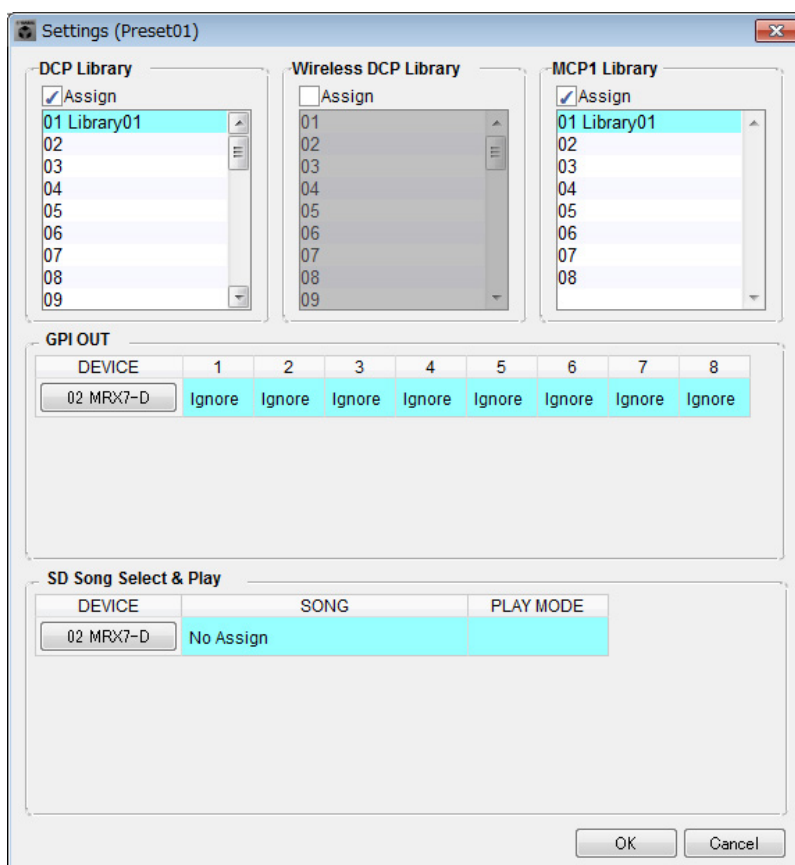 Settings (Preset01)
DCP Library
Assign
01 Library01
02
03
04
05
06
07
08
09
Wireless DCP Library
Assign
01
02
03
04
05
06
07
08
09
MCP1 Library
Assign
01 Library01
02
03
04
05
06
07
08
GPI OUT
DEVICE 1 2 3 4 5 6 7 8
02 MRX7-D Ignore Ignore Ignore Ignore Ignore Ignore Ignore Ignore
SD Song Select & Play
DEVICE SONG PLAY MODE
02 MRX7-D No Assign
OK Cancel